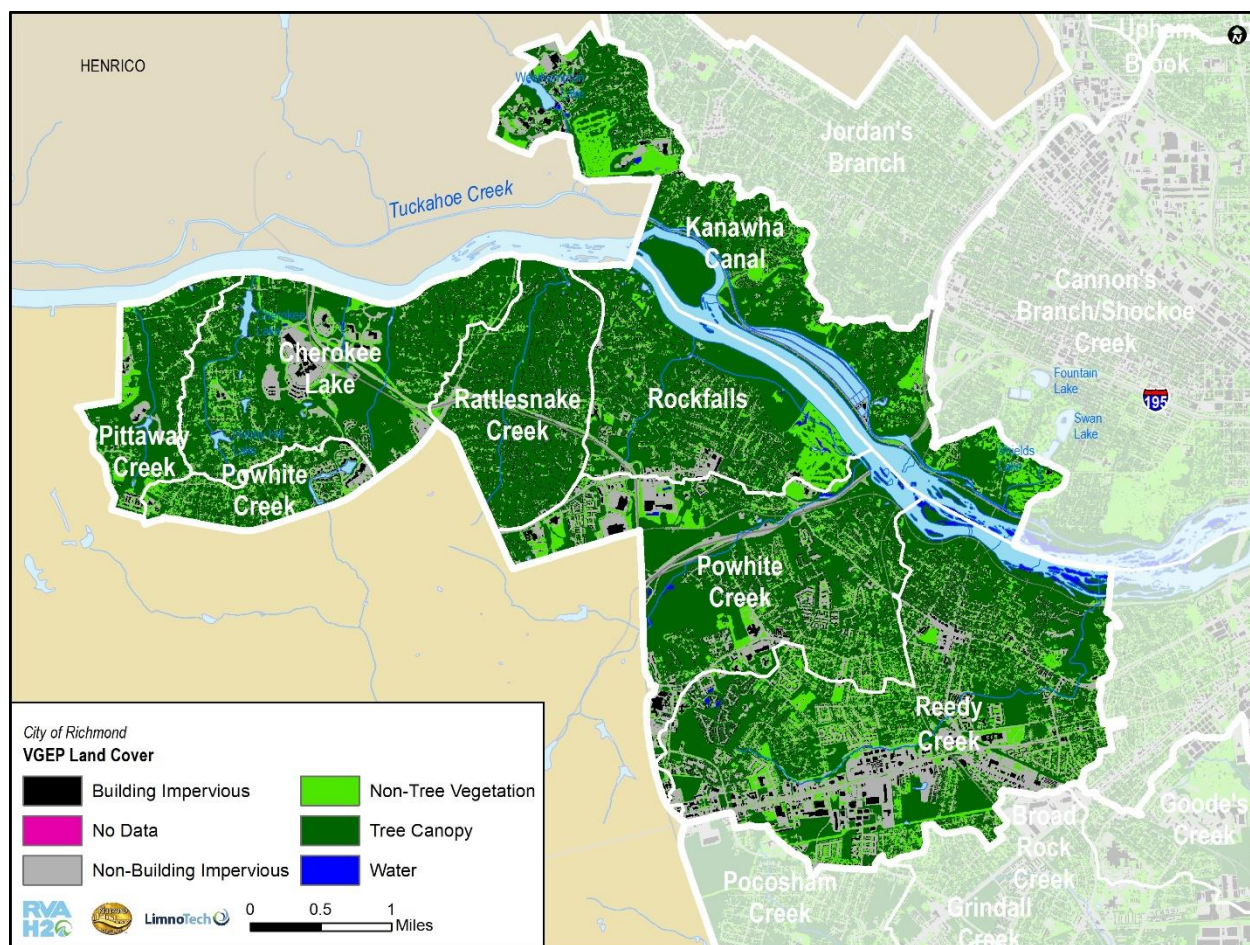 HENRICO
Upham
Brook
N
Jordan's
Branch
Tuckahoe Creek
Kanawha
Canal
Cannon's
Branch/Shockoe
Creek
Fountain
Lake
195
Swan
Lake
Cherokee
Lake
Rattlesnake
Creek
Rockfalls
Pittaway
Creek
Powhite
Creek
Powhite
Creek
Reedy
Creek
Goode's
Creek
Broad
Rock
Creek
Pocosham
Creek
Grindall
Creek
City of Richmond
VGEP Land Cover
Building Impervious
Non-Tree Vegetation
No Data
Tree Canopy
Non-Building Impervious
Water
RVA
H2O
LimnoTech
0 0.5 1
Miles